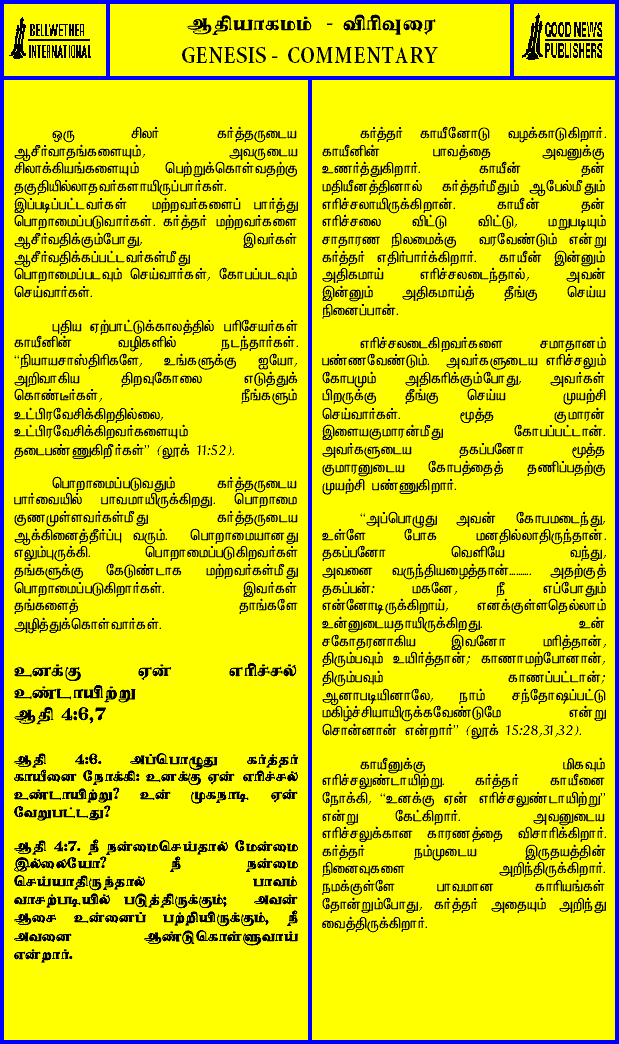 BELLWETHER
INTERNATIONAL
ஆதியாகமம் - விரிவுரை
GENESIS - COMMENTARY
GOOD NEWS
PUBLISHERS
ஒரு சிலர் கர்த்தருடைய
ஆசீர்வாதங்களையும், அவருடைய
சிலாக்கியங்களையும் பெற்றுக்கொள்வதற்கு
தகுதியில்லாதவர்களாயிருப்பார்கள்.
இப்படிப்பட்டவர்கள் மற்றவர்களைப் பார்த்து
பொறாமைப்படுவார்கள். கர்த்தர் மற்றவர்களை
ஆசீர்வதிக்கும்போது, இவர்கள்
ஆசீர்வதிக்கப்பட்டவர்கள்மீது
பொறாமைப்படவும் செய்வார்கள், கோபப்படவும்
செய்வார்கள்.
புதிய ஏற்பாட்டுக்காலத்தில் பரிசேயர்கள்
காயீனின் வழிகளில் நடந்தார்கள்.
“நியாயசாஸ்திரிகளே, உங்களுக்கு ஐயோ,
அறிவாகிய திறவுகோலை எடுத்துக்
கொண்டீர்கள், நீங்களும்
உட்பிரவேசிக்கிறதில்லை,
உட்பிரவேசிக்கிறவர்களையும்
தடைபண்ணுகிறீர்கள்” (லூக் 11:52).
பொறாமைப்படுவதும் கர்த்தருடைய
பார்வையில் பாவமாயிருக்கிறது. பொறாமை
குணமுள்ளவர்கள்மீது கர்த்தருடைய
ஆக்கினைத்தீர்ப்பு வரும். பொறாமையானது
எலும்புருக்கி. பொறாமைப்படுகிறவர்கள்
தங்களுக்கு கேடுண்டாக மற்றவர்கள்மீது
பொறாமைப்படுகிறார்கள். இவர்கள்
தங்களைத் தாங்களே
அழித்துக்கொள்வார்கள்.
உனக்கு ஏன் எரிச்சல்
உண்டாயிற்று
ஆதி 4:6,7
ஆதி 4:6. அப்பொழுது கர்த்தர்
காயீனை நோக்கி: உனக்கு ஏன் எரிச்சல்
உண்டாயிற்று? உன் முகநாடி ஏன்
வேறுபட்டது?
ஆதி 4:7. நீ நன்மைசெய்தால் மேன்மை
இல்லையோ? நீ நன்மை
செய்யாதிருந்தால் பாவம்
வாசற்படியில் படுத்திருக்கும்; அவன்
ஆசை உன்னைப் பற்றியிருக்கும், நீ
அவனை ஆண்டுகொள்ளுவாய்
என்றார்.
கர்த்தர் காயீனோடு வழக்காடுகிறார்.
காயீனின் பாவத்தை அவனுக்கு
உணர்த்துகிறார். காயீன் தன்
மதியீனத்தினால் கர்த்தர்மீதும் ஆபேல்மீதும்
எரிச்சலாயிருக்கிறான். காயீன் தன்
எரிச்சலை விட்டு விட்டு, மறுபடியும்
சாதாரண நிலமைக்கு வரவேண்டும் என்று
கர்த்தர் எதிர்பார்க்கிறார். காயீன் இன்னும்
அதிகமாய் எரிச்சலடைந்தால், அவன்
இன்னும் அதிகமாய்த் தீங்கு செய்ய
நினைப்பான்.
எரிச்சலடைகிறவர்களை சமாதானம்
பண்ணவேண்டும். அவர்களுடைய எரிச்சலும்
கோபமும் அதிகரிக்கும்போது, அவர்கள்
பிறருக்கு தீங்கு செய்ய முயற்சி
செய்வார்கள். மூத்த குமாரன்
இளையகுமாரன்மீது கோபப்பட்டான்.
அவர்களுடைய தகப்பனோ மூத்த
குமாரனுடைய கோபத்தைத் தணிப்பதற்கு
முயற்சி பண்ணுகிறார்.
“அப்பொழுது அவன் கோபமடைந்து,
உள்ளே போக மனதில்லாதிருந்தான்.
தகப்பனோ வெளியே வந்து,
அவனை வருந்தியழைத்தான்.......... அதற்குத்
தகப்பன்: மகனே, நீ எப்போதும்
என்னோடிருக்கிறாய், எனக்குள்ளதெல்லாம்
உன்னுடையதாயிருக்கிறது. உன்
சகோதரனாகிய இவனோ மரித்தான்,
திரும்பவும் உயிர்த்தான்; காணாமற்போனான்,
திரும்பவும் காணப்பட்டான்;
ஆனபடியினாலே, நாம் சந்தோஷப்பட்டு
மகிழ்ச்சியாயிருக்கவேண்டுமே என்று
சொன்னான் என்றார்” (லூக் 15:28,31,32).
காயீனுக்கு மிகவும்
எரிச்சலுண்டாயிற்று. கர்த்தர் காயீனை
நோக்கி, “உனக்கு ஏன் எரிச்சலுண்டாயிற்று”
என்று கேட்கிறார். அவனுடைய
எரிச்சலுக்கான காரணத்தை விசாரிக்கிறார்.
கர்த்தர் நம்முடைய இருதயத்தின்
நினைவுகளை அறிந்திருக்கிறார்.
நமக்குள்ளே பாவமான காரியங்கள்
தோன்றும்போது, கர்த்தர் அதையும் அறிந்து
வைத்திருக்கிறார்.